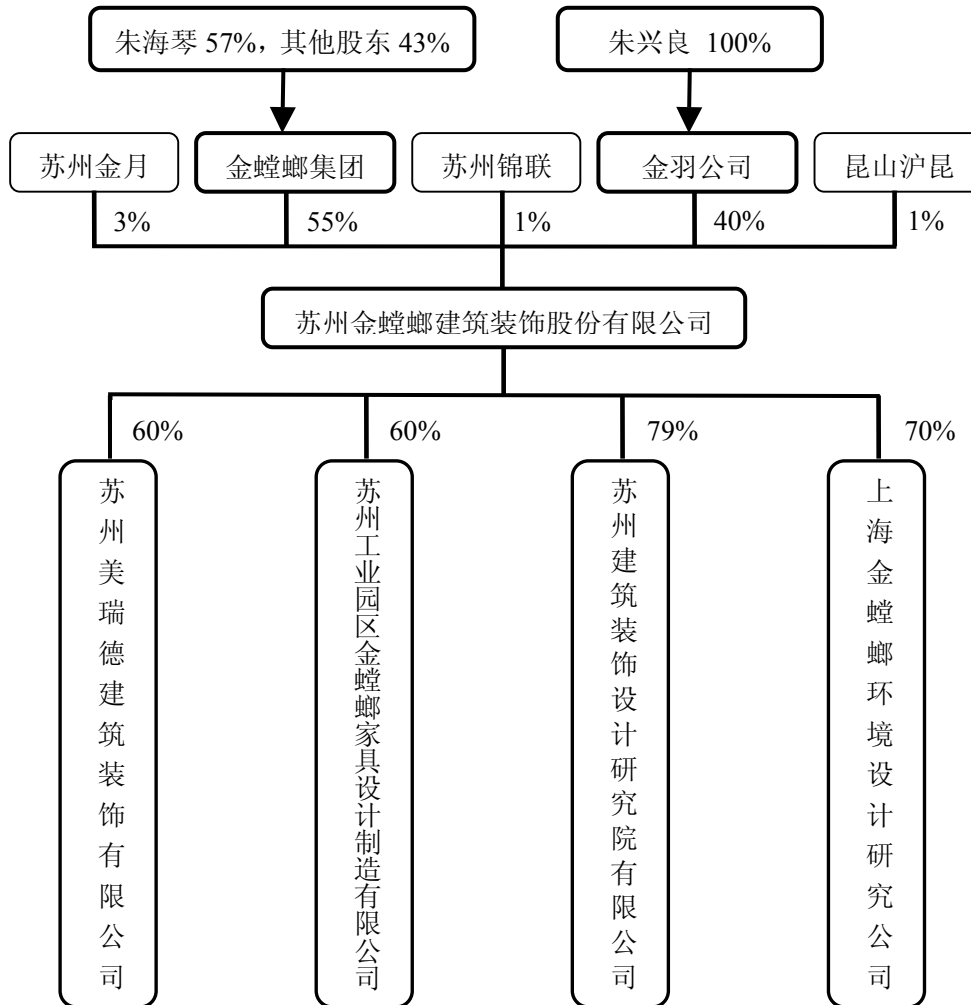 朱海琴 57%，其他股东 43%
朱兴良 100%
苏州金月
金螳螂集团
苏州锦联
金羽公司
昆山沪昆
3%
55%
1%
40%
1%
苏州金螳螂建筑装饰股份有限公司
60%
60%
79%
70%
苏州美瑞德建筑装饰有限公司
苏州工业园区金螳螂家具设计制造有限公司
苏州建筑装饰设计研究院有限公司
上海金螳螂环境设计研究公司